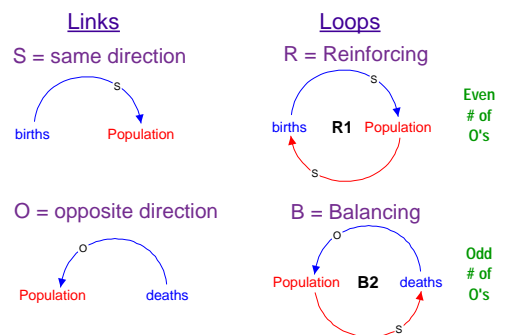 Links
S = same direction
S
births
Population
Loops
R = Reinforcing
S
births
R1
Population
S
Even
# of
O's
O = opposite direction
O
Population
deaths
B = Balancing
O
Population
B2
deaths
S
Odd
# of
O's